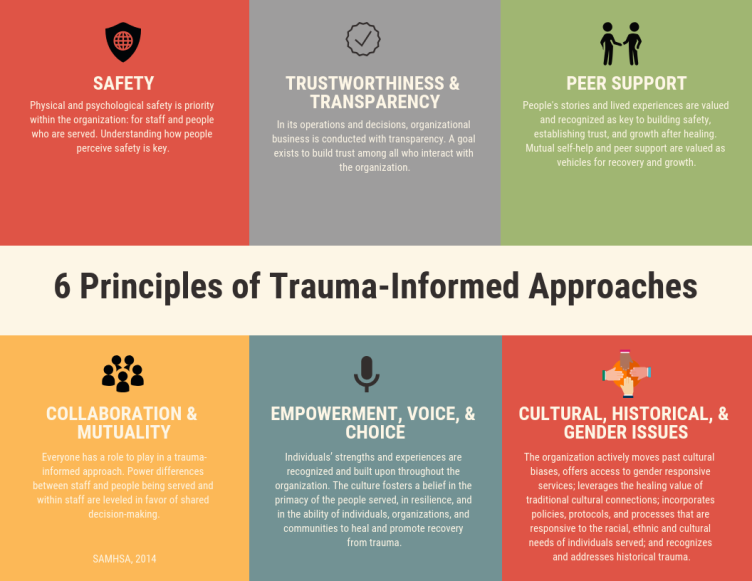 SAFETY
Physical and psychological safety is priority
within the organization: for staff and people
who are served. Understanding how people
perceive safety is key.
TRUSTWORTHINESS &
TRANSPARENCY
In its operations and decisions, organizational
business is conducted with transparency. A goal
exists to build trust among all who interact with
the organization.
PEER SUPPORT
People's stories and lived experiences are valued
and recognized as key to building safety,
establishing trust, and growth after healing.
Mutual self-help and peer support are valued as
vehicles for recovery and growth.
6 Principles of Trauma-Informed Approaches
COLLABORATION &
MUTUALITY
Everyone has a role to play in a trauma-
informed approach. Power differences
between staff and people being served and
within staff are leveled in favor of shared
decision-making.
SAMHSA, 2014
EMPOWERMENT, VOICE, &
CHOICE
Individuals' strengths and experiences are
recognized and built upon throughout the
organization. The culture fosters a belief in the
primacy of the people served, in resilience, and
in the ability of individuals, organizations, and
communities to heal and promote recovery
from trauma.
CULTURAL, HISTORICAL, &
GENDER ISSUES
The organization actively moves past cultural
biases, offers access to gender responsive
services; leverages the healing value of
traditional cultural connections; incorporates
policies, protocols, and processes that are
responsive to the racial, ethnic and cultural
needs of individuals served; and recognizes
and addresses historical trauma.